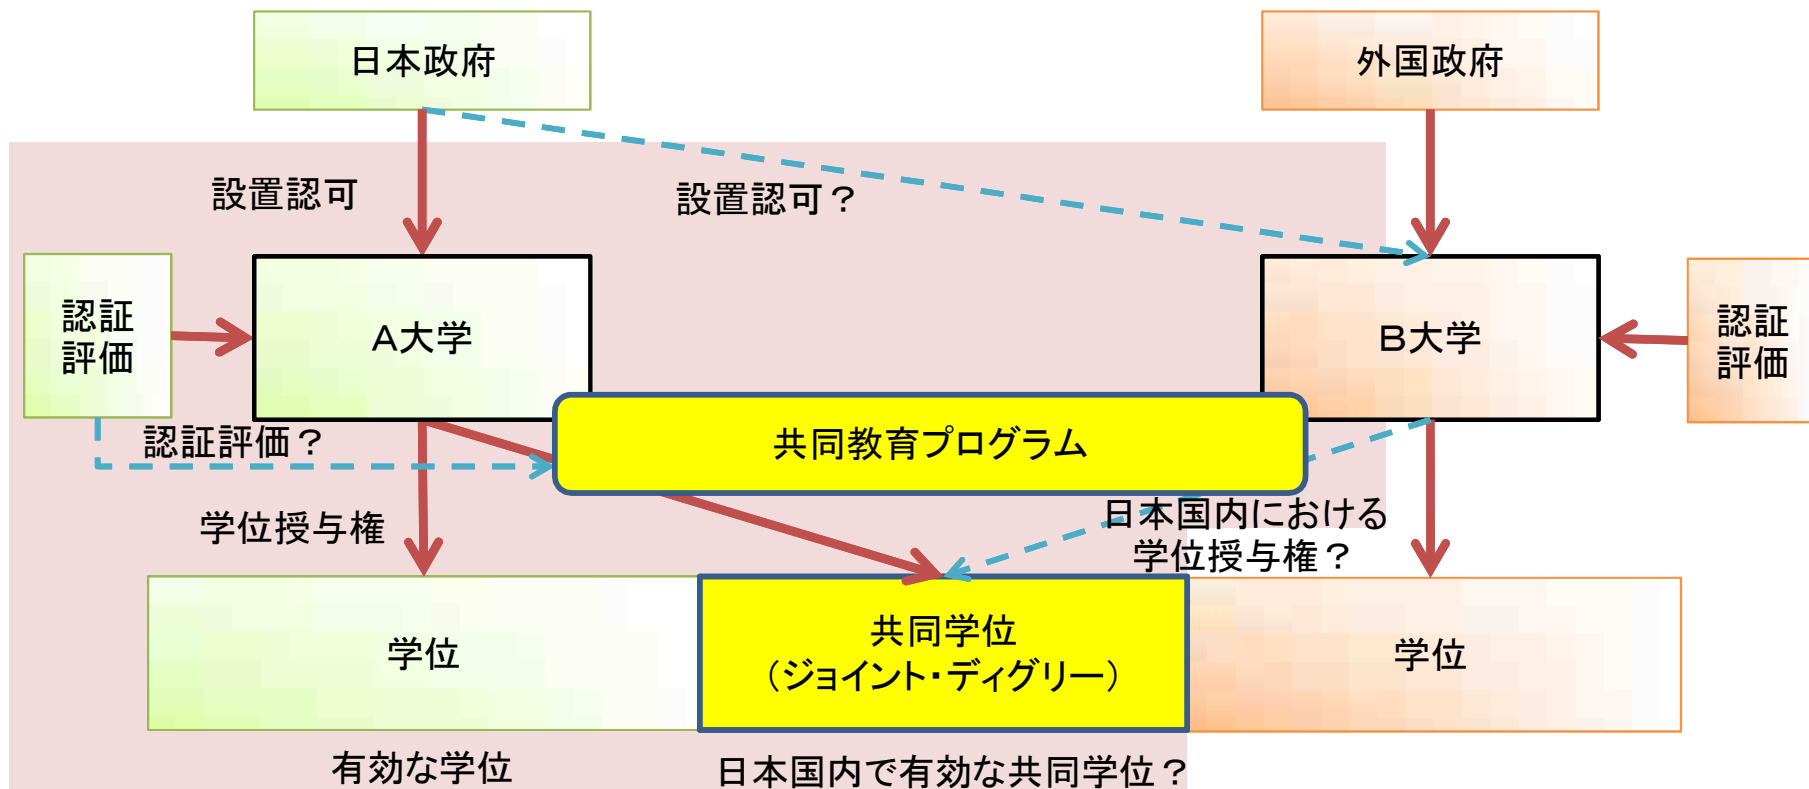 日本政府
外国政府
設置認可
設置認可？
認証
評価
A大学
B大学
認証
評価
認証評価？
共同教育プログラム
学位授与権
日本国内における
学位授与権？
学位
共同学位
（ジョイント・ディグリー）
学位
有効な学位
日本国内で有効な共同学位？